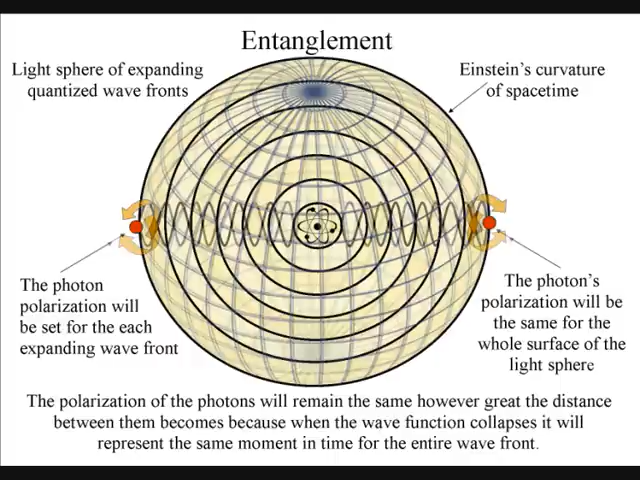 Entanglement
Light sphere of expanding
quantized wave fronts
Einstein's curvature
of spacetime
The photon
polarization will
be set for the each
expanding wave front
The photon's
polarization will be
the same for the
whole surface of the
light sphere
The polarization of the photons will remain the same however great the distance
between them becomes because when the wave function collapses it will
represent the same moment in time for the entire wave front.